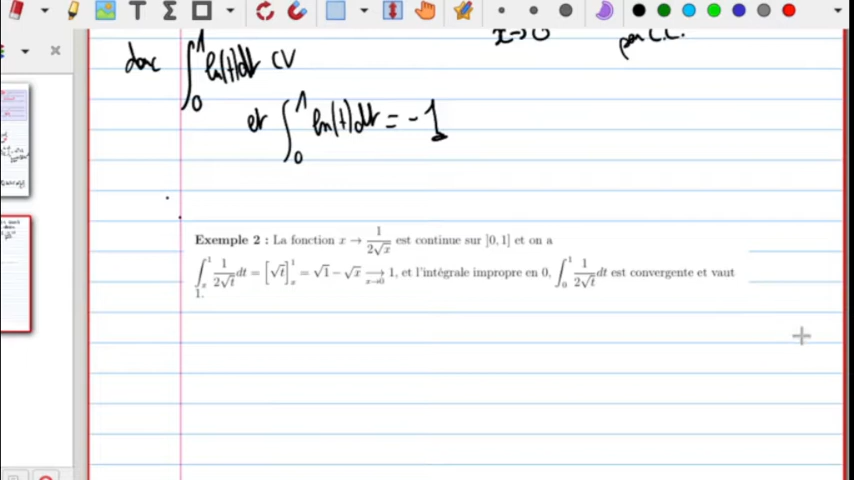 donc ∫₀¹ ln(t)dt CV
x→0 par C.C.
et ∫₀¹ ln(t)dt = -1
Exemple 2 : La fonction x → 1/(2√x) est continue sur ]0, 1] et on a
∫ₓ¹ 1/(2√t) dt = [√t]ₓ¹ = √1 − √x ⟶ 1, et l'intégrale impropre en 0, ∫₀¹ 1/(2√t) dt est convergente et vaut
x→0
1.